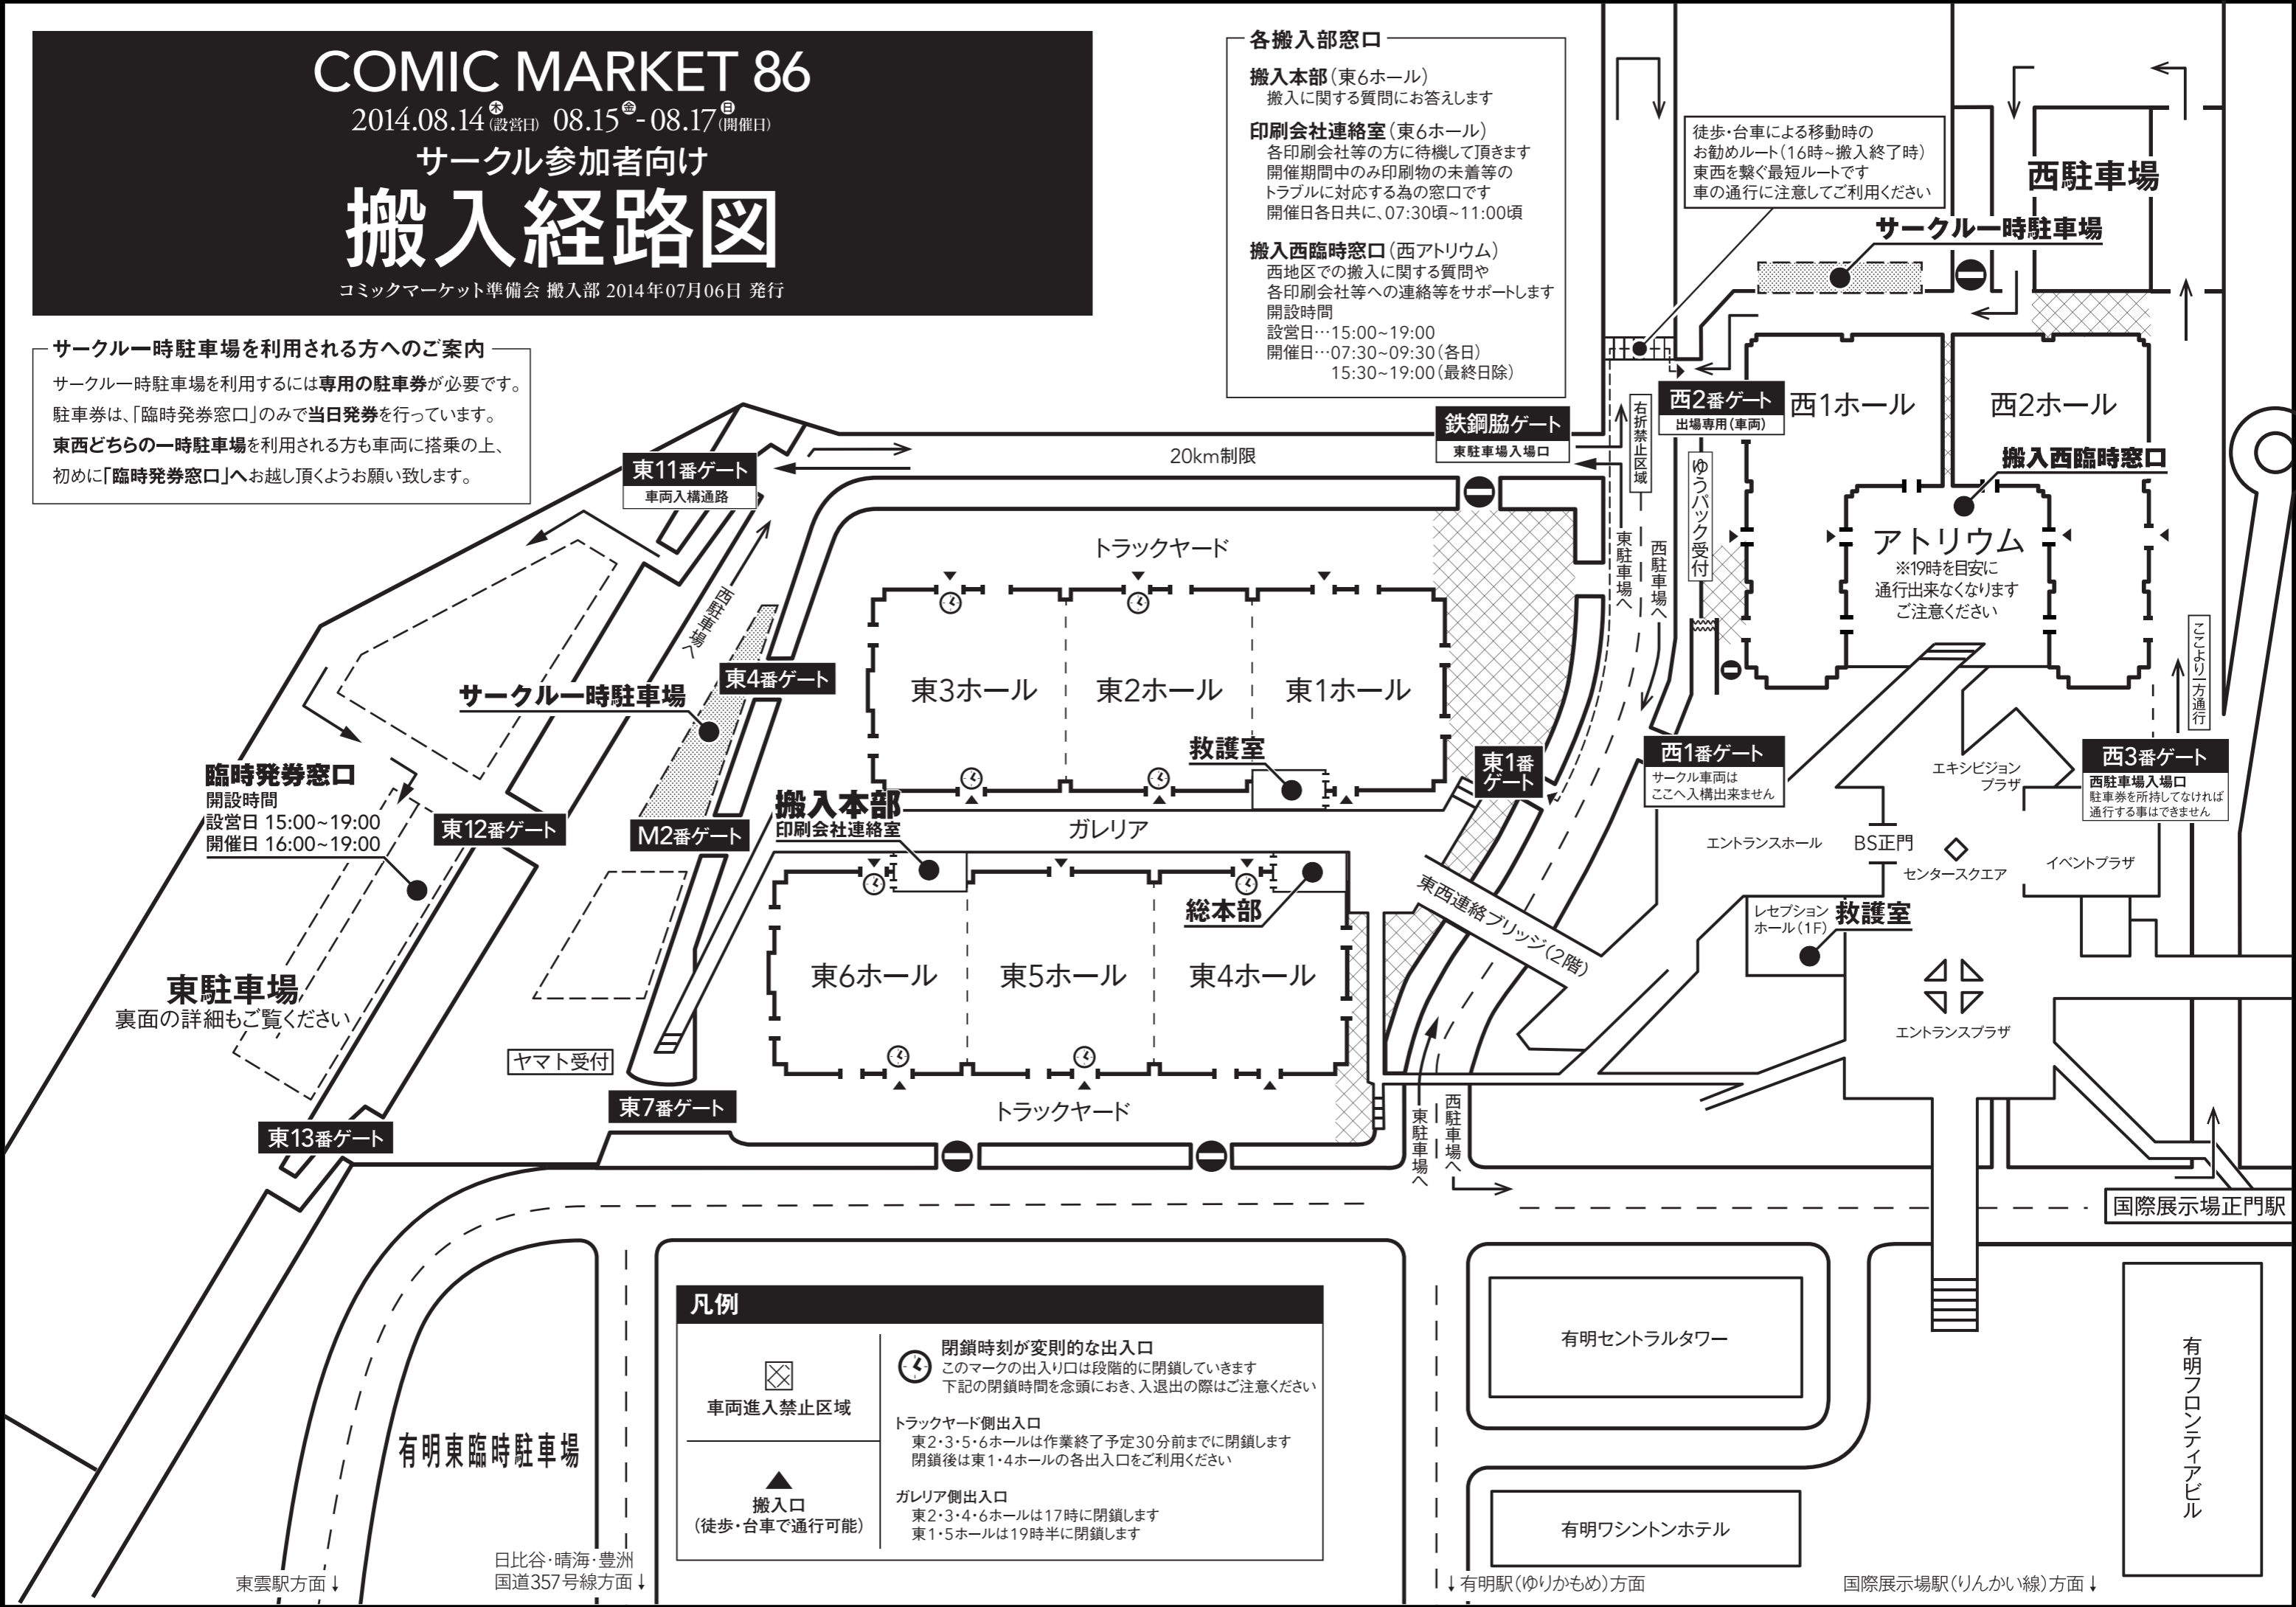 COMIC MARKET 86
2014.08.14㊍(設営日) 08.15㊎-08.17㊐(開催日)
サークル参加者向け
搬入経路図
コミックマーケット準備会 搬入部 2014年07月06日 発行
サークル一時駐車場を利用される方へのご案内
サークル一時駐車場を利用するには専用の駐車券が必要です。
駐車券は、「臨時発券窓口」のみで当日発券を行っています。
東西どちらの一時駐車場を利用される方も車両に搭乗の上、
初めに「臨時発券窓口」へお越し頂くようお願い致します。
各搬入部窓口
搬入本部(東6ホール)
搬入に関する質問にお答えします
印刷会社連絡室(東6ホール)
各印刷会社等の方に待機して頂きます
開催期間中のみ印刷物の未着等の
トラブルに対応する為の窓口です
開催日各日共に、07:30頃~11:00頃
搬入西臨時窓口(西アトリウム)
西地区での搬入に関する質問や
各印刷会社等への連絡等をサポートします
開設時間
設営日…15:00~19:00
開催日…07:30~09:30(各日)
15:30~19:00(最終日除)
徒歩・台車による移動時の
お勧めルート(16時~搬入終了時)
東西を繋ぐ最短ルートです
車の通行に注意してご利用ください
西駐車場
サークル一時駐車場
西2番ゲート
出場専用(車両)
西1ホール
西2ホール
鉄鋼脇ゲート
東駐車場入場口
右折禁止区域
ゆうパック受付
搬入西臨時窓口
アトリウム
※19時を目安に
通行出来なくなります
ご注意ください
20km制限
東11番ゲート
車両入構通路
東駐車場へ
西駐車場へ
トラックヤード
西駐車場へ
ここより一方通行
東4番ゲート
サークル一時駐車場
東3ホール
東2ホール
東1ホール
救護室
東1番
ゲート
西1番ゲート
サークル車両は
ここへ入構出来ません
エキシビジョン
プラザ
西3番ゲート
西駐車場入場口
駐車券を所持してなければ
通行する事はできません
臨時発券窓口
開設時間
設営日 15:00~19:00
開催日 16:00~19:00
東12番ゲート
M2番ゲート
搬入本部
印刷会社連絡室
ガレリア
エントランスホール
BS正門
センタースクエア
イベントプラザ
東西連絡ブリッジ(2階)
総本部
レセプション
ホール(1F)
救護室
東6ホール
東5ホール
東4ホール
東駐車場
裏面の詳細もご覧ください
エントランスプラザ
ヤマト受付
東7番ゲート
トラックヤード
東13番ゲート
東駐車場へ
西駐車場へ
国際展示場正門駅
凡例
車両進入禁止区域
搬入口
(徒歩・台車で通行可能)
閉鎖時刻が変則的な出入口
このマークの出入り口は段階的に閉鎖していきます
下記の閉鎖時間を念頭におき、入退出の際はご注意ください
トラックヤード側出入口
東2・3・5・6ホールは作業終了予定30分前までに閉鎖します
閉鎖後は東1・4ホールの各出入口をご利用ください
ガレリア側出入口
東2・3・4・6ホールは17時に閉鎖します
東1・5ホールは19時半に閉鎖します
有明セントラルタワー
有明フロンティアビル
有明東臨時駐車場
有明ワシントンホテル
東雲駅方面↓
日比谷・晴海・豊洲
国道357号線方面↓
↓有明駅(ゆりかもめ)方面
国際展示場駅(りんかい線)方面↓